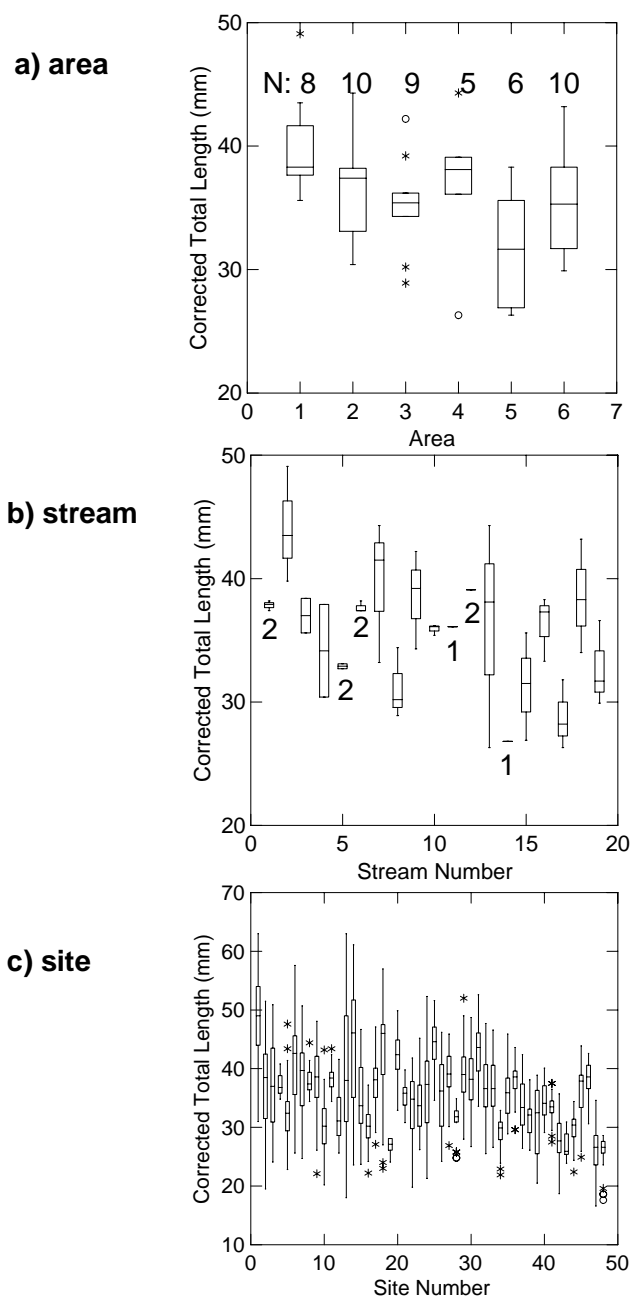 a) area
Corrected Total Length (mm)
50
40
30
20
N: 8 10 9 5 6 10
0 1 2 3 4 5 6 7
Area
b) stream
Corrected Total Length (mm)
50
40
30
20
2
2
2
1
2
1
0 5 10 15 20
Stream Number
c) site
Corrected Total Length (mm)
70
60
50
40
30
20
10
0 10 20 30 40 50
Site Number